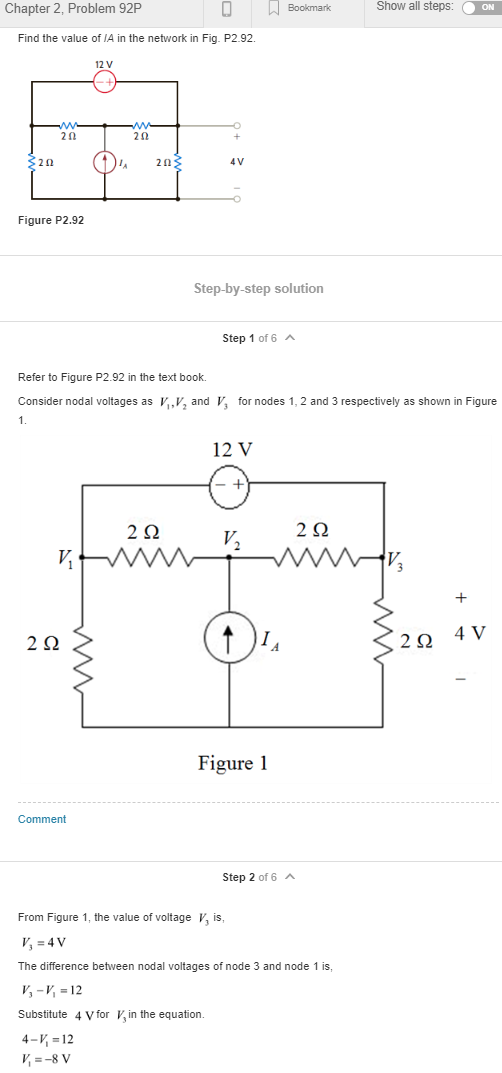 Chapter 2, Problem 92P
Bookmark
Show all steps: ON
Find the value of IA in the network in Fig. P2.92.
12 V
- +
2 Ω 2 Ω
+
2 Ω I_A 2 Ω 4 V
-
Figure P2.92
Step-by-step solution
Step 1 of 6
Refer to Figure P2.92 in the text book.
Consider nodal voltages as V₁, V₂ and V₃ for nodes 1, 2 and 3 respectively as shown in Figure
1.
12 V
- +
2 Ω 2 Ω
V₂
V₁ V₃
+
2 Ω I_A 2 Ω 4 V
–
Figure 1
Comment
Step 2 of 6
From Figure 1, the value of voltage V₃ is,
V₃ = 4 V
The difference between nodal voltages of node 3 and node 1 is,
V₃ – V₁ = 12
Substitute 4 V for V₃ in the equation.
4 – V₁ = 12
V₁ = –8 V